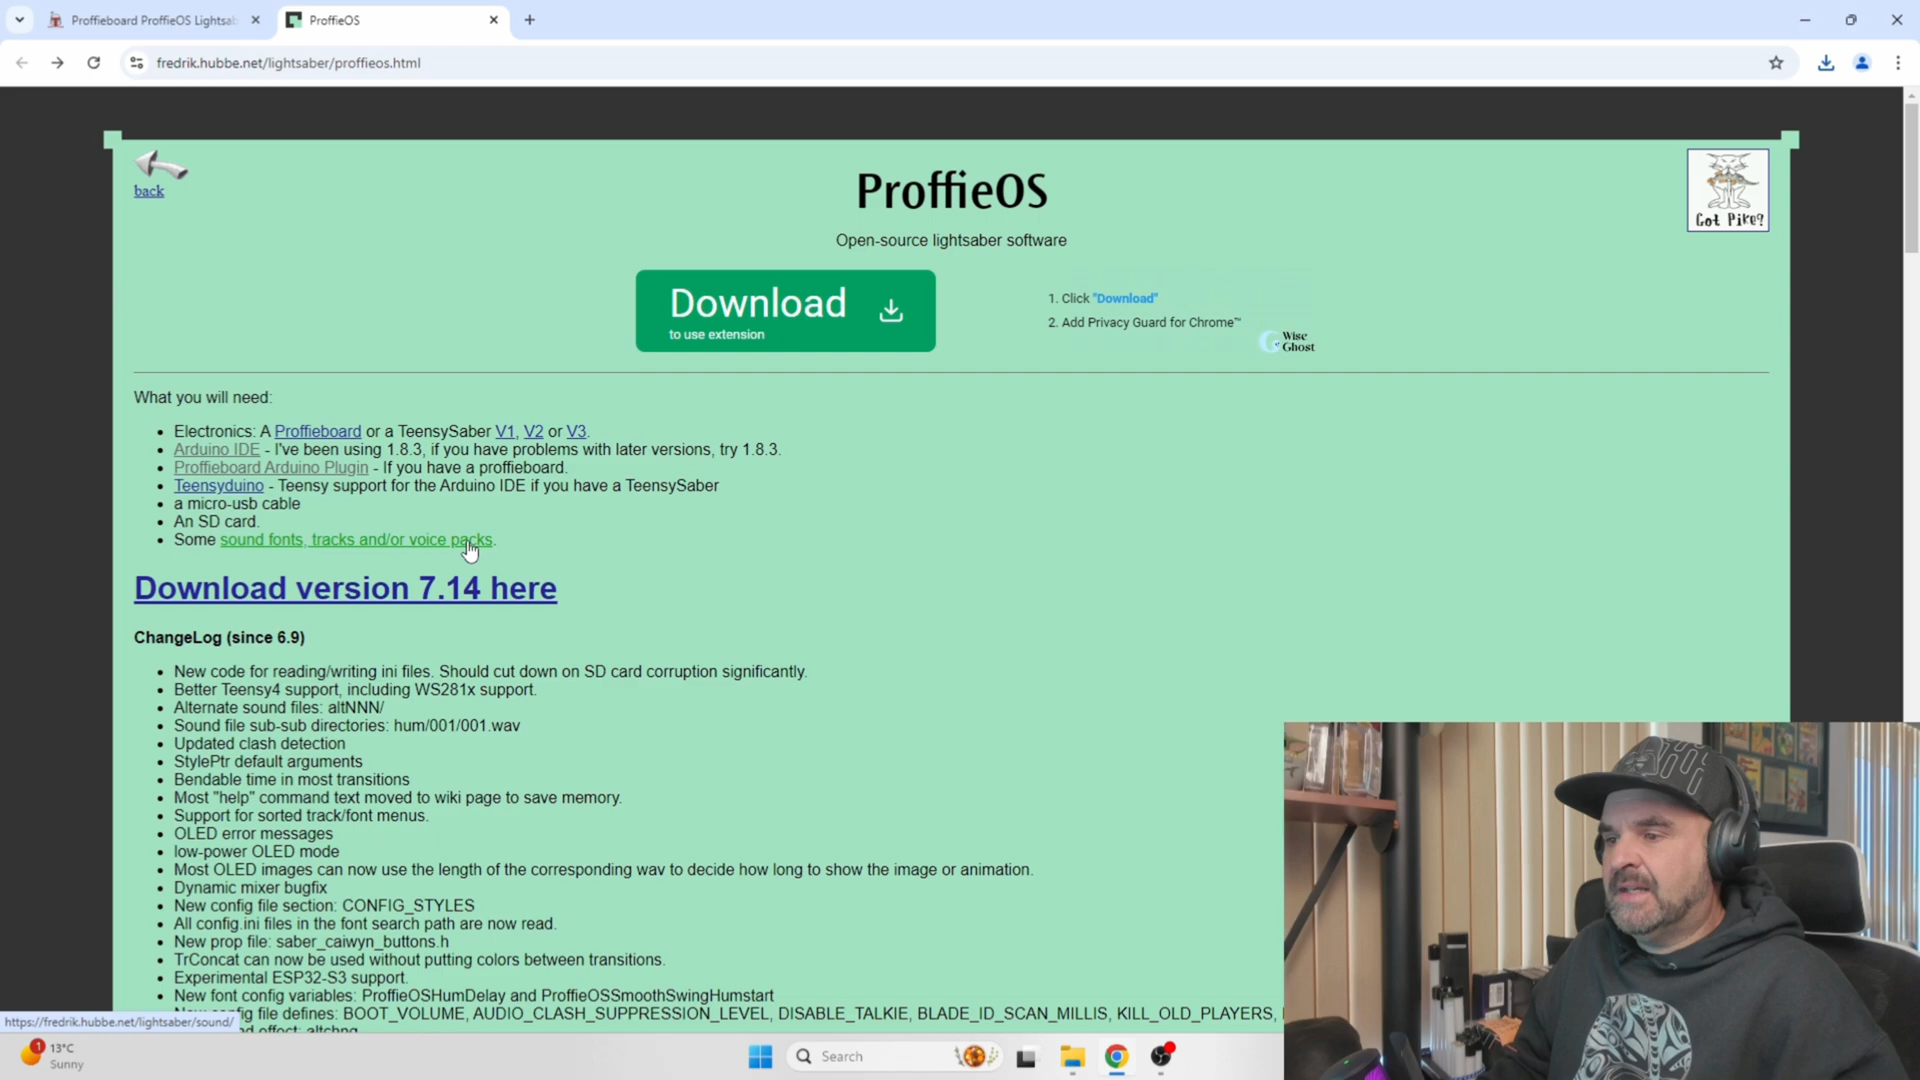 Proffieboard ProffieOS Lightsa
ProffieOS
fredrik.hubbe.net/lightsaber/proffieos.html
back
ProffieOS
Got Pike?
Open-source lightsaber software
Download
to use extension
1. Click "Download"
2. Add Privacy Guard for Chrome™
Wise
Ghost
What you will need:
• Electronics: A Proffieboard or a TeensySaber V1, V2 or V3.
• Arduino IDE - I've been using 1.8.3, if you have problems with later versions, try 1.8.3.
• Proffieboard Arduino Plugin - If you have a proffieboard.
• Teensyduino - Teensy support for the Arduino IDE if you have a TeensySaber
• a micro-usb cable
• An SD card.
• Some sound fonts, tracks and/or voice packs.
Download version 7.14 here
ChangeLog (since 6.9)
• New code for reading/writing ini files. Should cut down on SD card corruption significantly.
• Better Teensy4 support, including WS281x support.
• Alternate sound files: altNNN/
• Sound file sub-sub directories: hum/001/001.wav
• Updated clash detection
• StylePtr default arguments
• Bendable time in most transitions
• Most "help" command text moved to wiki page to save memory.
• Support for sorted track/font menus.
• OLED error messages
• low-power OLED mode
• Most OLED images can now use the length of the corresponding wav to decide how long to show the image or animation.
• Dynamic mixer bugfix
• New config file section: CONFIG_STYLES
• All config.ini files in the font search path are now read.
• New prop file: saber_caiwyn_buttons.h
• TrConcat can now be used without putting colors between transitions.
• Experimental ESP32-S3 support.
• New font config variables: ProffieOSHumDelay and ProffieOSSmoothSwingHumstart
fig file defines: BOOT_VOLUME, AUDIO_CLASH_SUPPRESSION_LEVEL, DISABLE_TALKIE, BLADE_ID_SCAN_MILLIS, KILL_OLD_PLAYERS,
https://fredrik.hubbe.net/lightsaber/sound/
nd effect: altchng
1
13°C
Sunny
Search